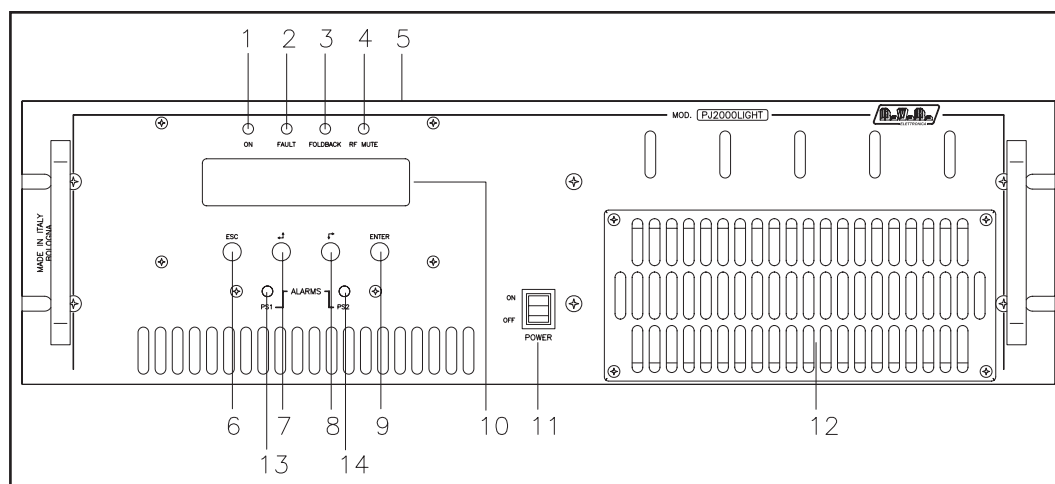 1 2 3 4 5
MOD. PJ2000LIGHT
R.V.R.
ELETTRONICA
ON FAULT FOLDBACK RF MUTE
ESC ENTER
MADE IN ITALY
BOLOGNA
ALARMS
PS1 PS2
ON
OFF
POWER
6 7 8 9 10 11 12
13 14